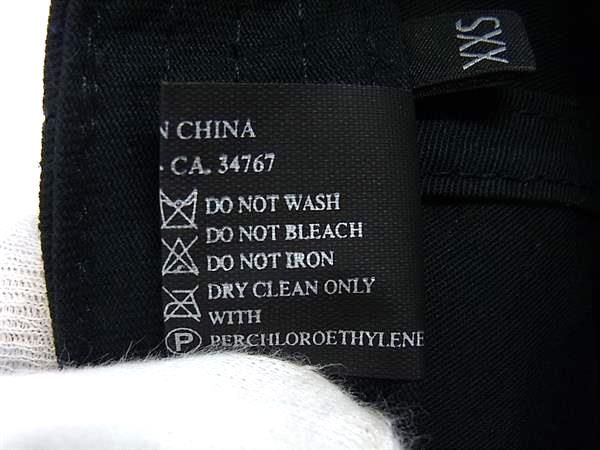 XXS
N CHINA
- CA. 34767
DO NOT WASH
DO NOT BLEACH
DO NOT IRON
DRY CLEAN ONLY
WITH
P PERCHLOROETHYLENE